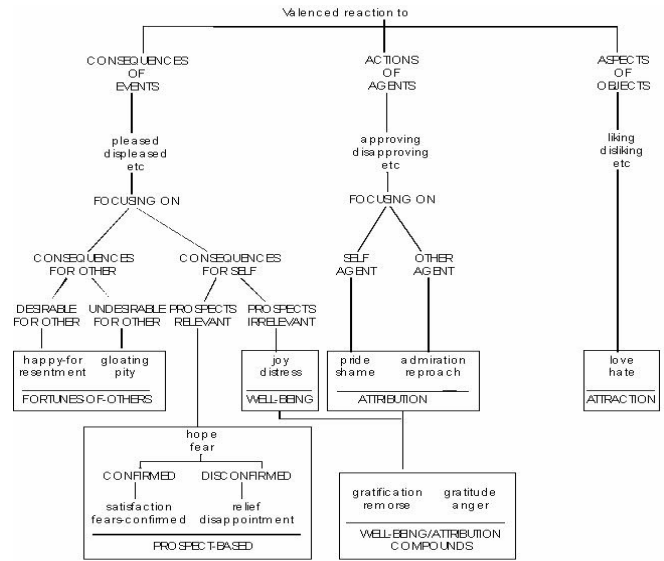 Valenced reaction to
CONSEQUENCES
OF
EVENTS
ACTIONS
OF
AGENTS
ASPECTS
OF
OBJECTS
pleased
displeased
etc
approving
disapproving
etc
liking
disliking
etc
FOCUSING ON
FOCUSING ON
CONSEQUENCES
FOR OTHER
CONSEQUENCES
FOR SELF
SELF
AGENT
OTHER
AGENT
DESIRABLE
FOR OTHER
UNDESIRABLE
FOR OTHER
PROSPECTS
RELEVANT
PROSPECTS
IRRELEVANT
happy-for
resentment
gloating
pity
FORTUNES-OF-OTHERS
joy
distress
WELL-BEING
pride
shame
admiration
reproach
ATTRIBUTION
love
hate
ATTRACTION
hope
fear
CONFIRMED
DISCONFIRMED
satisfaction
fears-confirmed
relief
disappointment
PROSPECT-BASED
gratification
remorse
gratitude
anger
WELL-BEING/ATTRIBUTION
COMPOUNDS